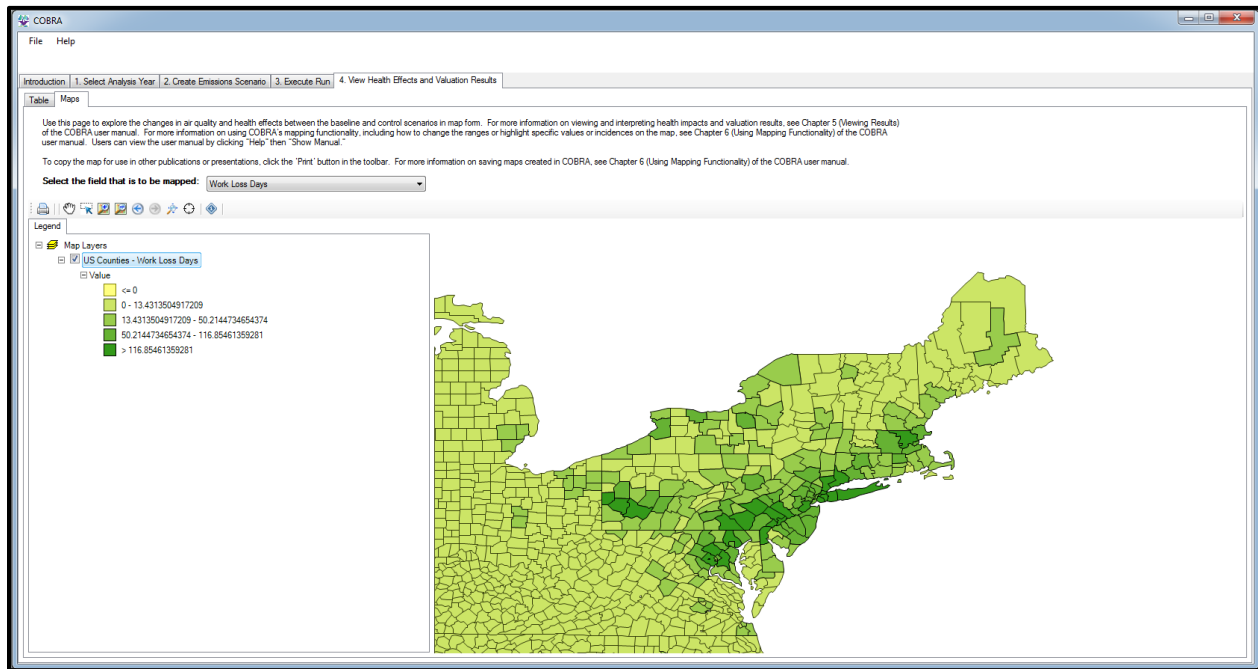 COBRA
File Help
Introduction 1. Select Analysis Year 2. Create Emissions Scenario 3. Execute Run 4. View Health Effects and Valuation Results
Table Maps
Use this page to explore the changes in air quality and health effects between the baseline and control scenarios in map form. For more information on viewing and interpreting health impacts and valuation results, see Chapter 5 (Viewing Results)
of the COBRA user manual. For more information on using COBRA's mapping functionality, including how to change the ranges or highlight specific values or incidences on the map, see Chapter 6 (Using Mapping Functionality) of the COBRA
user manual. Users can view the user manual by clicking "Help" then "Show Manual."
To copy the map for use in other publications or presentations, click the 'Print' button in the toolbar. For more information on saving maps created in COBRA, see Chapter 6 (Using Mapping Functionality) of the COBRA user manual.
Select the field that is to be mapped: Work Loss Days
Legend
Map Layers
US Counties - Work Loss Days
Value
<= 0
0 - 13.4313504917209
13.4313504917209 - 50.2144734654374
50.2144734654374 - 116.85461359281
> 116.85461359281